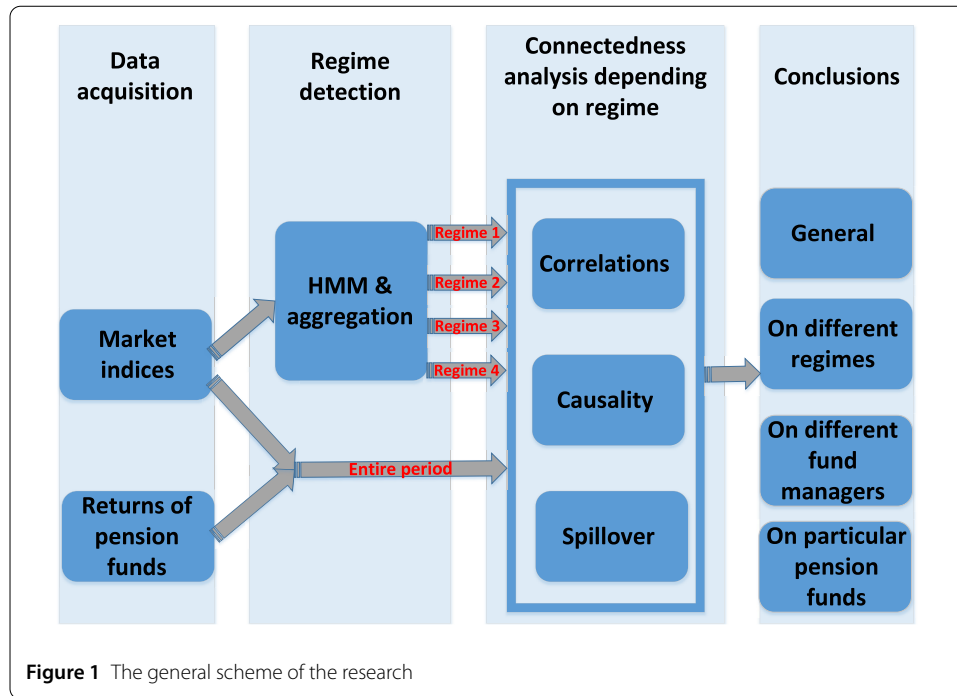 Data
acquisition
Regime
detection
Connectedness
analysis depending
on regime
Conclusions
Market
indices
Returns of
pension
funds
HMM &
aggregation
Regime 1
Regime 2
Regime 3
Regime 4
Entire period
Correlations
Causality
Spillover
General
On different
regimes
On different
fund
managers
On particular
pension
funds
Figure 1 The general scheme of the research